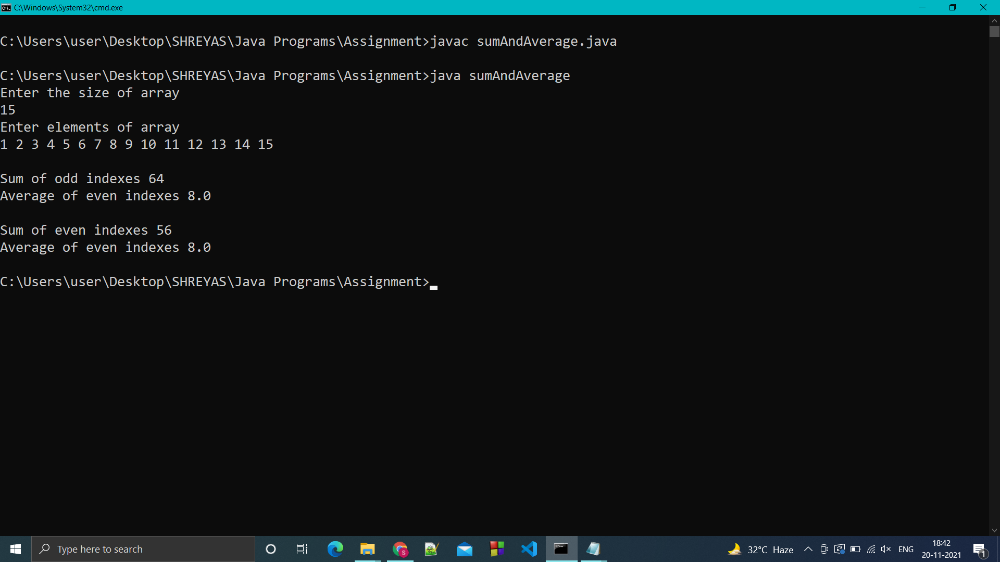 C:\Windows\System32\cmd.exe
C:\Users\user\Desktop\SHREYAS\Java Programs\Assignment>javac sumAndAverage.java
C:\Users\user\Desktop\SHREYAS\Java Programs\Assignment>java sumAndAverage
Enter the size of array
15
Enter elements of array
1 2 3 4 5 6 7 8 9 10 11 12 13 14 15
Sum of odd indexes 64
Average of even indexes 8.0
Sum of even indexes 56
Average of even indexes 8.0
C:\Users\user\Desktop\SHREYAS\Java Programs\Assignment>
Type here to search
S
32°C Haze
ENG
18:42
20-11-2021
1